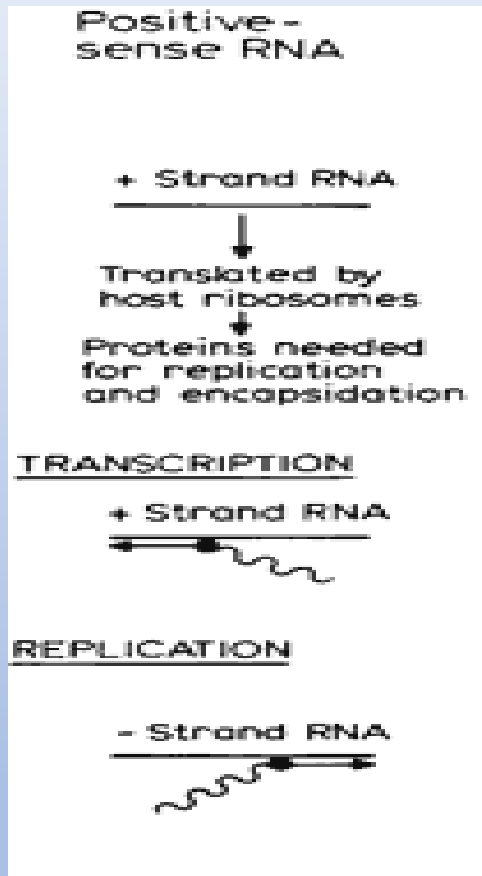 Positive-
sense RNA
+ Strand RNA
Translated by
host ribosomes
Proteins needed
for replication
and encapsidation
TRANSCRIPTION
+ Strand RNA
REPLICATION
- Strand RNA